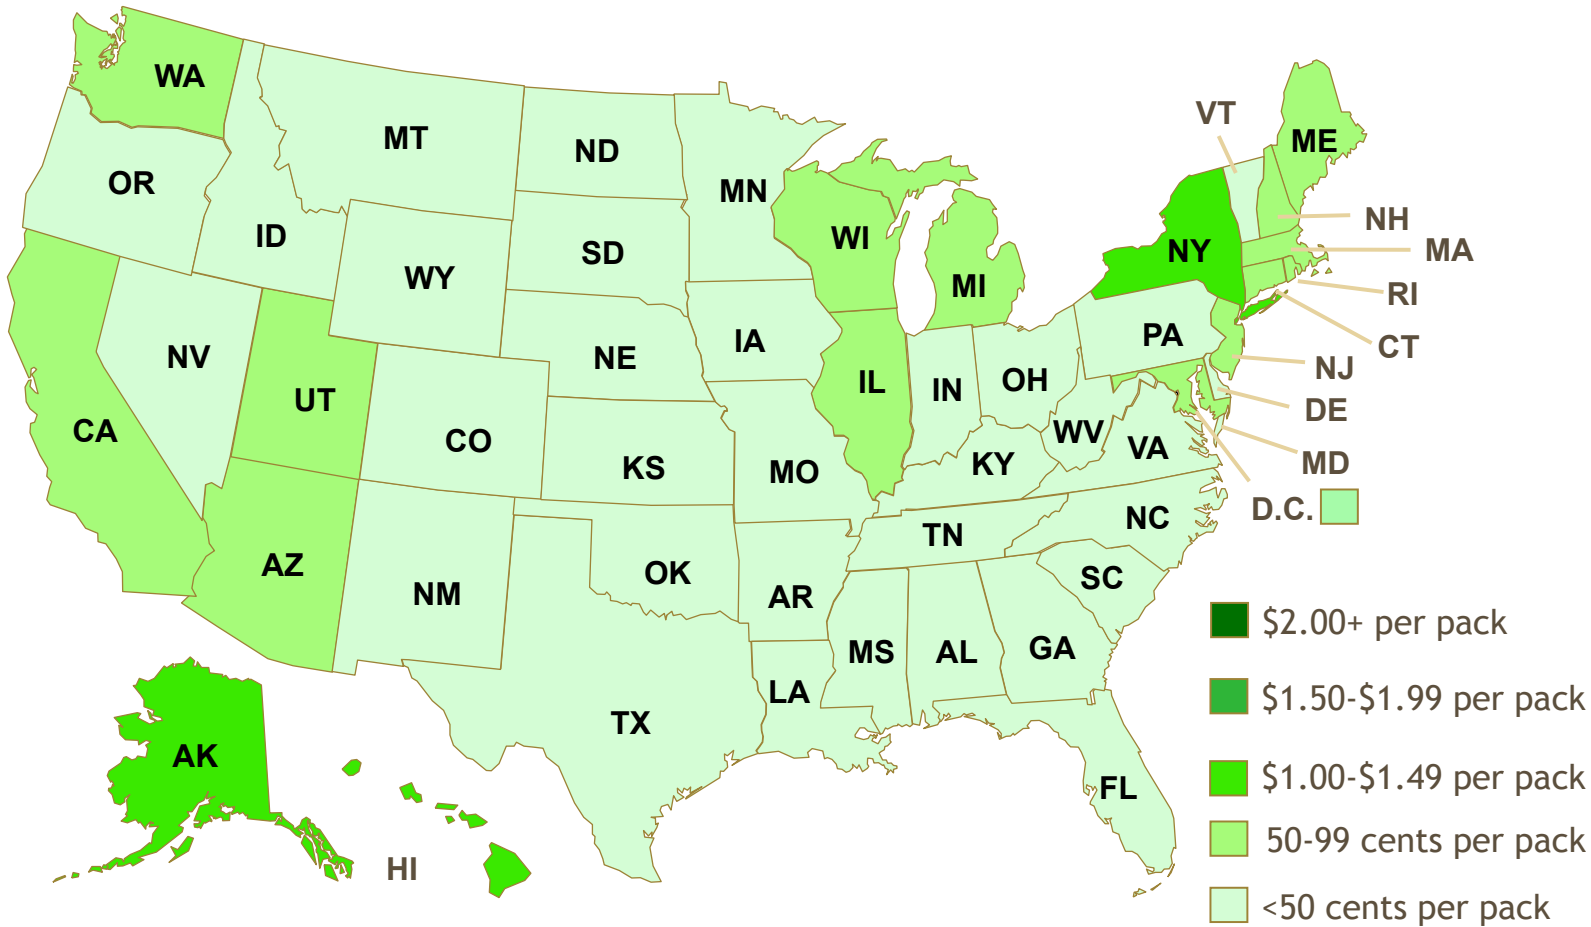 WA
MT
ND
MN
OR
ID
WY
SD
WI
MI
NY
VT
ME
NH
MA
RI
CT
NJ
DE
MD
D.C.
PA
NV
UT
CA
CO
NE
IA
IL
IN
OH
WV
VA
KS
MO
KY
NC
TN
SC
AZ
NM
OK
AR
MS
AL
GA
TX
LA
FL
AK
HI
$2.00+ per pack
$1.50-$1.99 per pack
$1.00-$1.49 per pack
50-99 cents per pack
<50 cents per pack